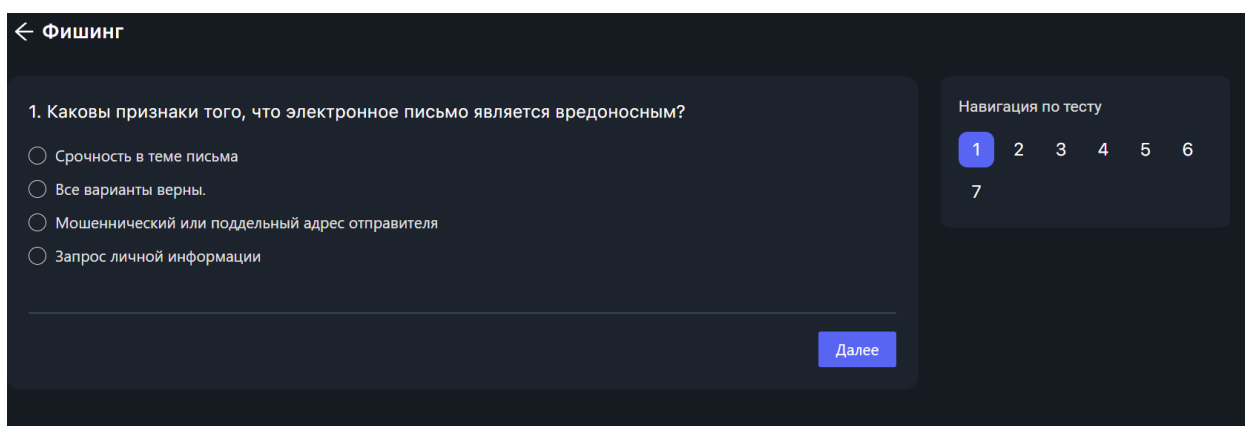 ← Фишинг
1. Каковы признаки того, что электронное письмо является вредоносным?
Срочность в теме письма
Все варианты верны.
Мошеннический или поддельный адрес отправителя
Запрос личной информации
Далее
Навигация по тесту
1 2 3 4 5 6
7